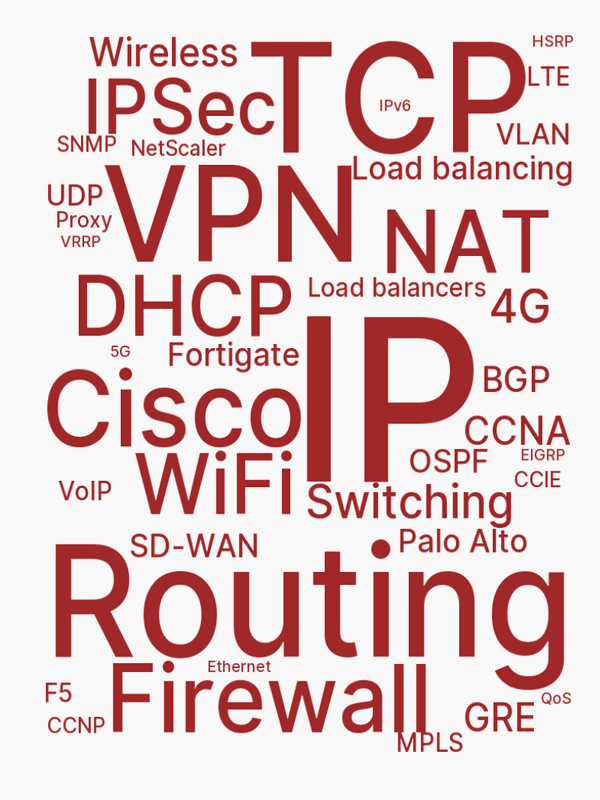 Wireless
TCP
HSRP
LTE
IPSec
IPv6
VLAN
SNMP
NetScaler
Load balancing
VPN
UDP
Proxy
VRRP
NAT
DHCP
Load balancers
4G
5G
Fortigate
IP
BGP
Cisco
CCNA
OSPF
EIGRP
CCIE
WiFi
VoIP
Switching
SD-WAN
Palo Alto
Routing
Ethernet
Firewall
F5
QoS
CCNP
GRE
MPLS